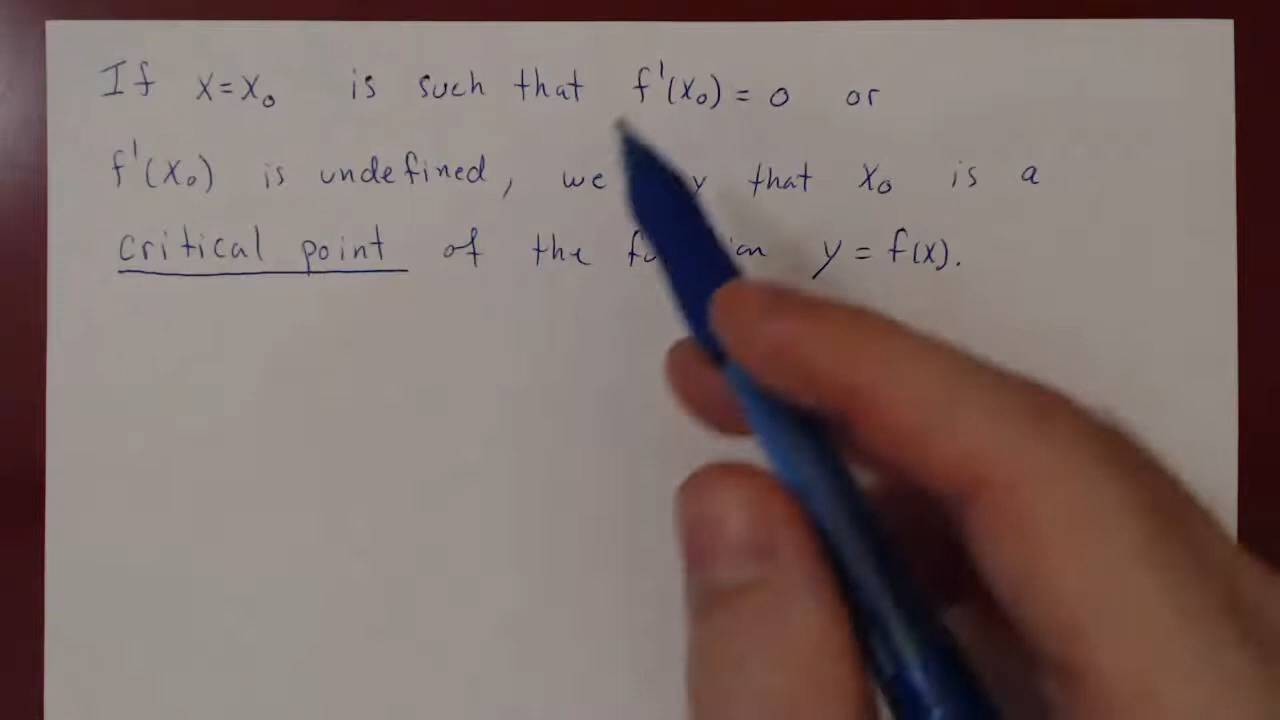 If x=x₀ is such that f'(x₀) = 0 or
f'(x₀) is undefined, we that x₀ is a
critical point of the y = f(x).